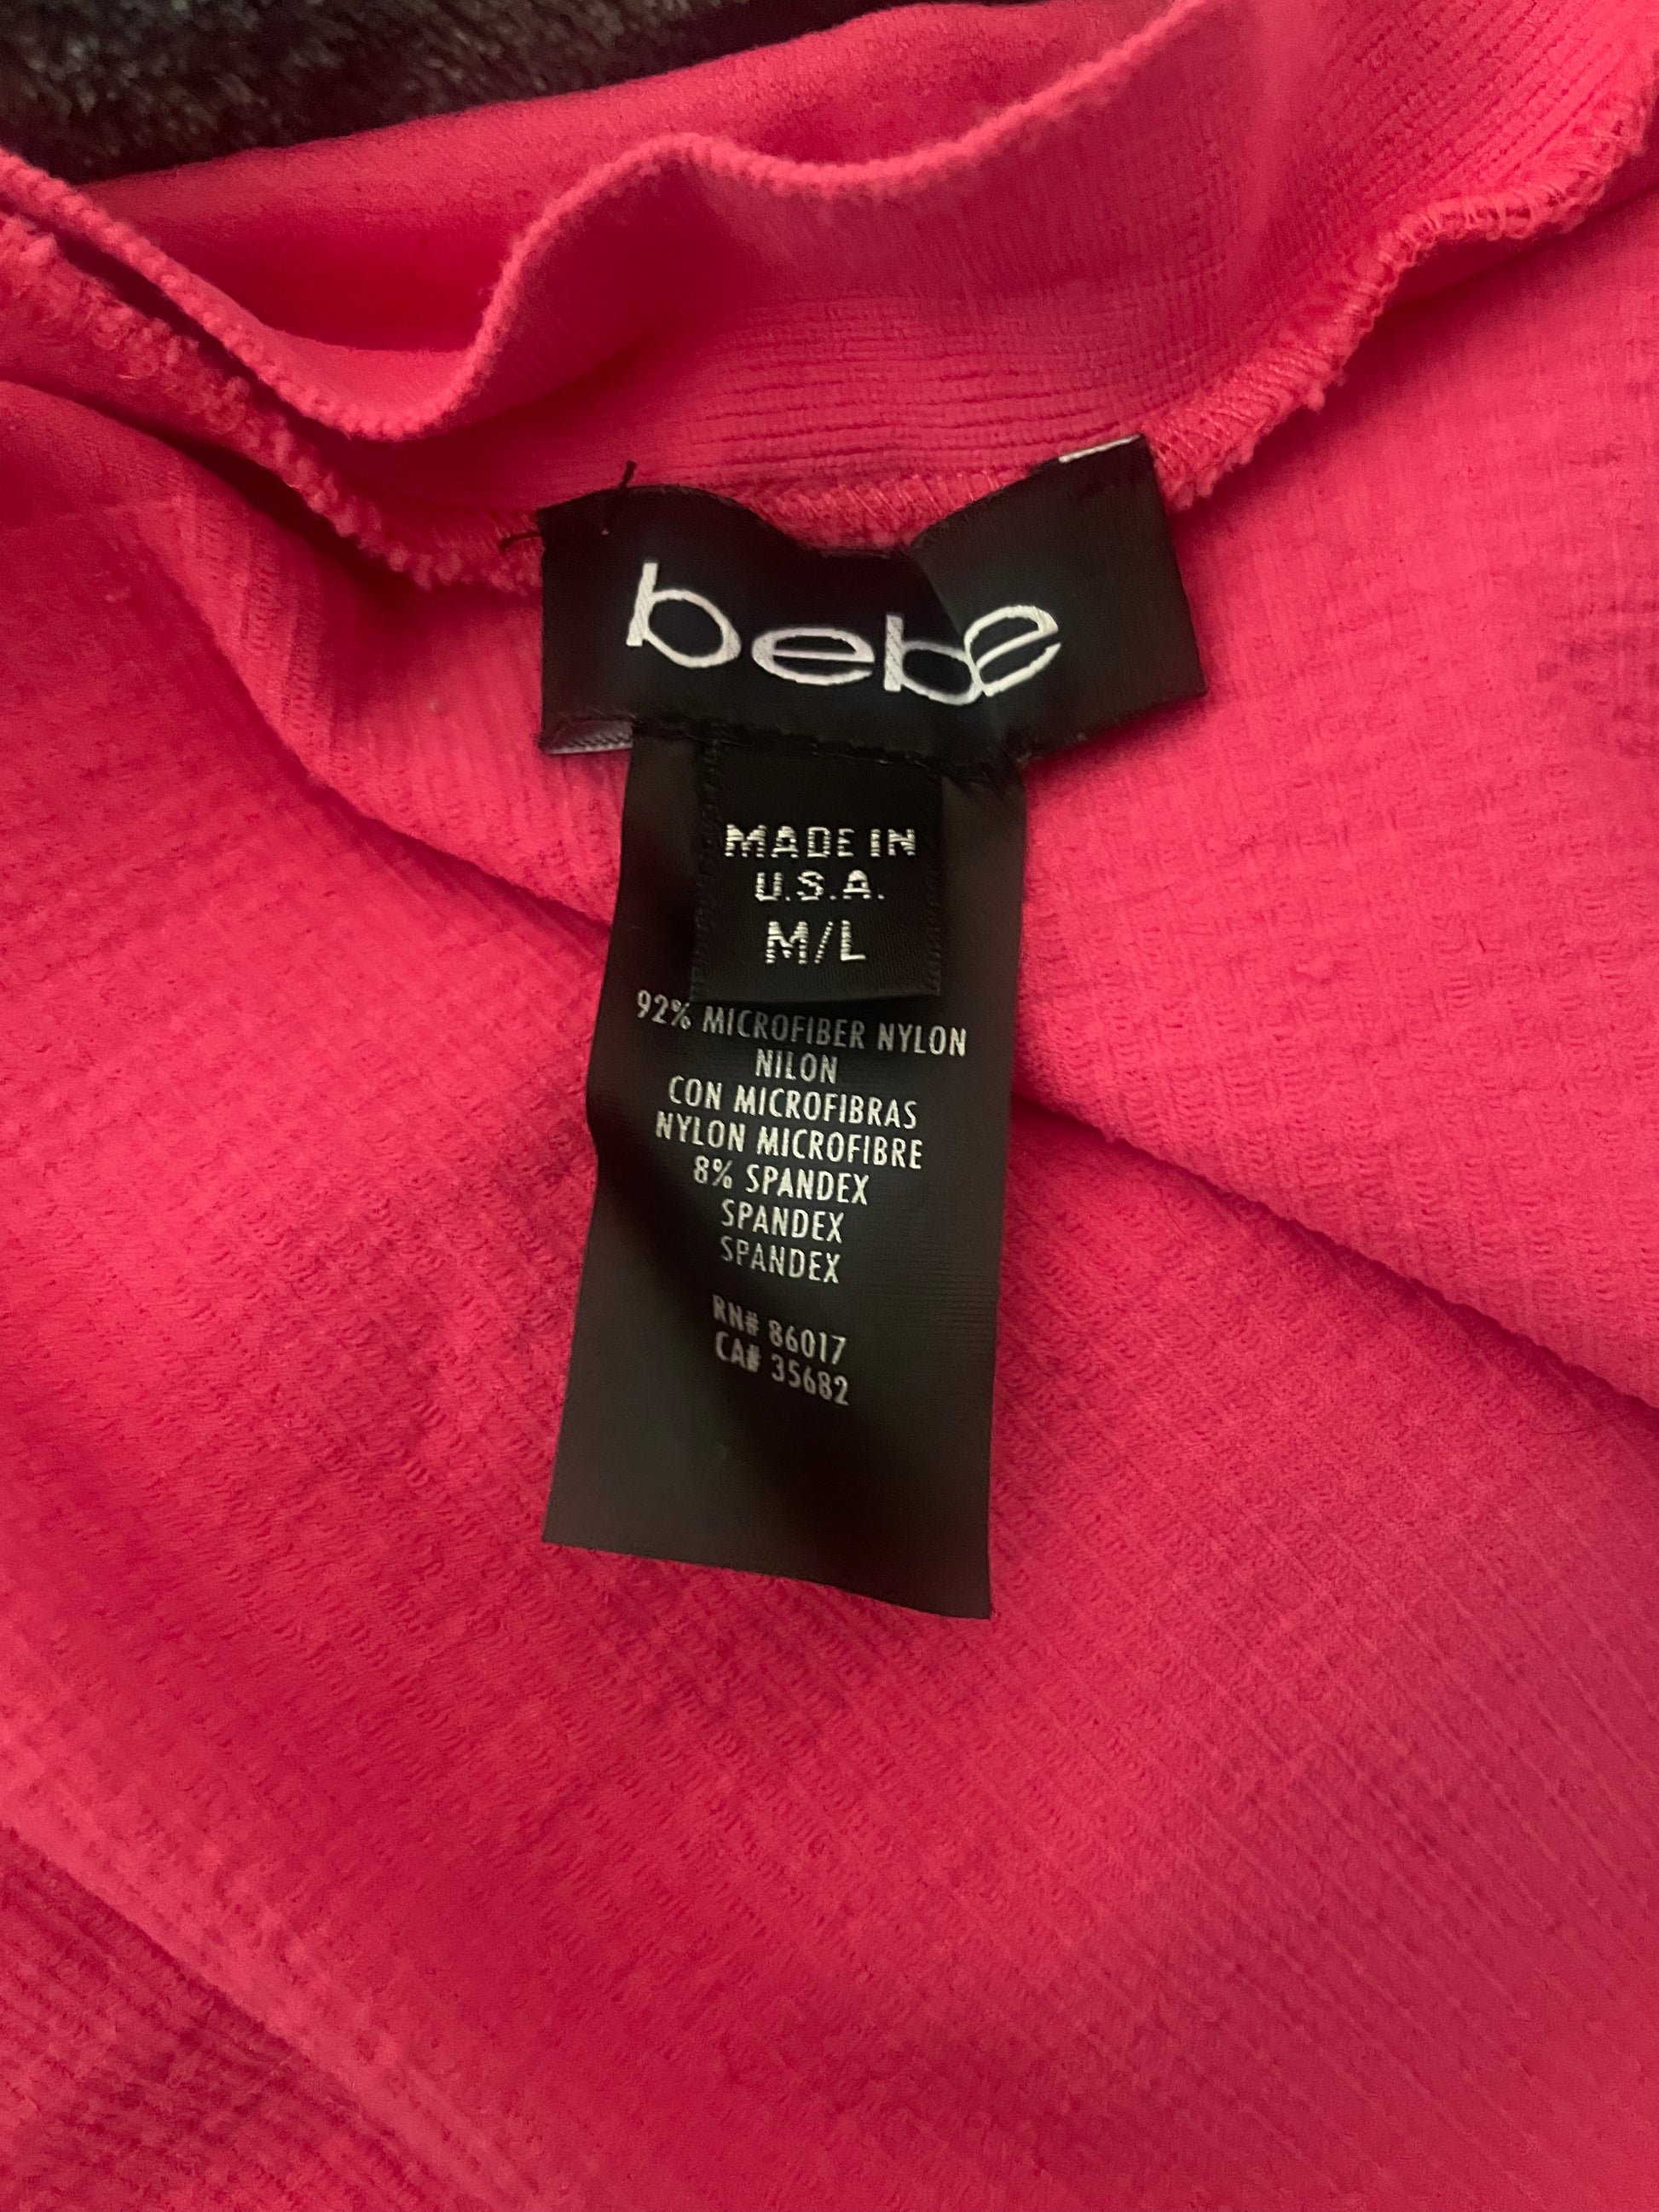 bebe
MADE IN
U.S.A.
M/L
92% MICROFIBER NYLON
NILON
CON MICROFIBRAS
NYLON MICROFIBRE
8% SPANDEX
SPANDEX
SPANDEX
RN# 86017
CA# 35682